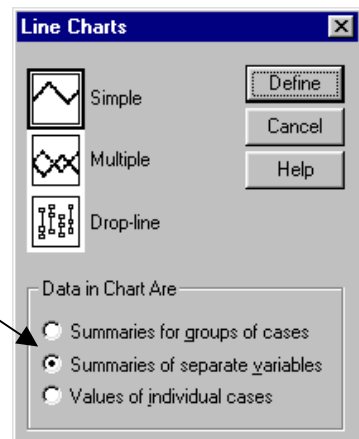 Line Charts
Simple
Define
Cancel
Multiple
Help
Drop-line
Data in Chart Are
Summaries for groups of cases
Summaries of separate variables
Values of individual cases